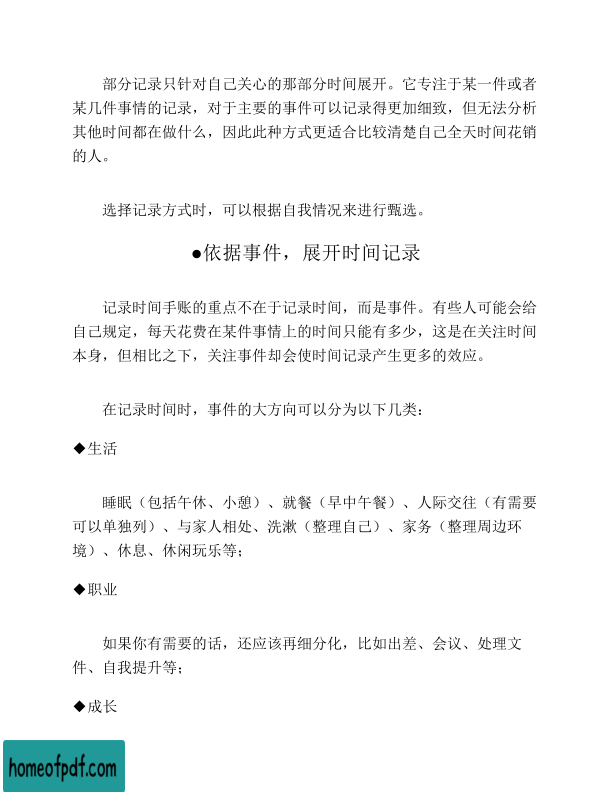 部分记录只针对自己关心的那部分时间展开。它专注于某一件或者
某几件事情的记录，对于主要的事件可以记录得更加细致，但无法分析
其他时间都在做什么，因此此种方式更适合比较清楚自己全天时间花销
的人。
选择记录方式时，可以根据自我情况来进行甄选。
●依据事件，展开时间记录
记录时间手账的重点不在于记录时间，而是事件。有些人可能会给
自己规定，每天花费在某件事情上的时间只能有多少，这是在关注时间
本身，但相比之下，关注事件却会使时间记录产生更多的效应。
在记录时间时，事件的大方向可以分为以下几类：
◆生活
睡眠（包括午休、小憩）、就餐（早中午餐）、人际交往（有需要
可以单独列）、与家人相处、洗漱（整理自己）、家务（整理周边环
境）、休息、休闲玩乐等；
◆职业
如果你有需要的话，还应该再细分化，比如出差、会议、处理文
件、自我提升等；
◆成长
homeofpdf.com